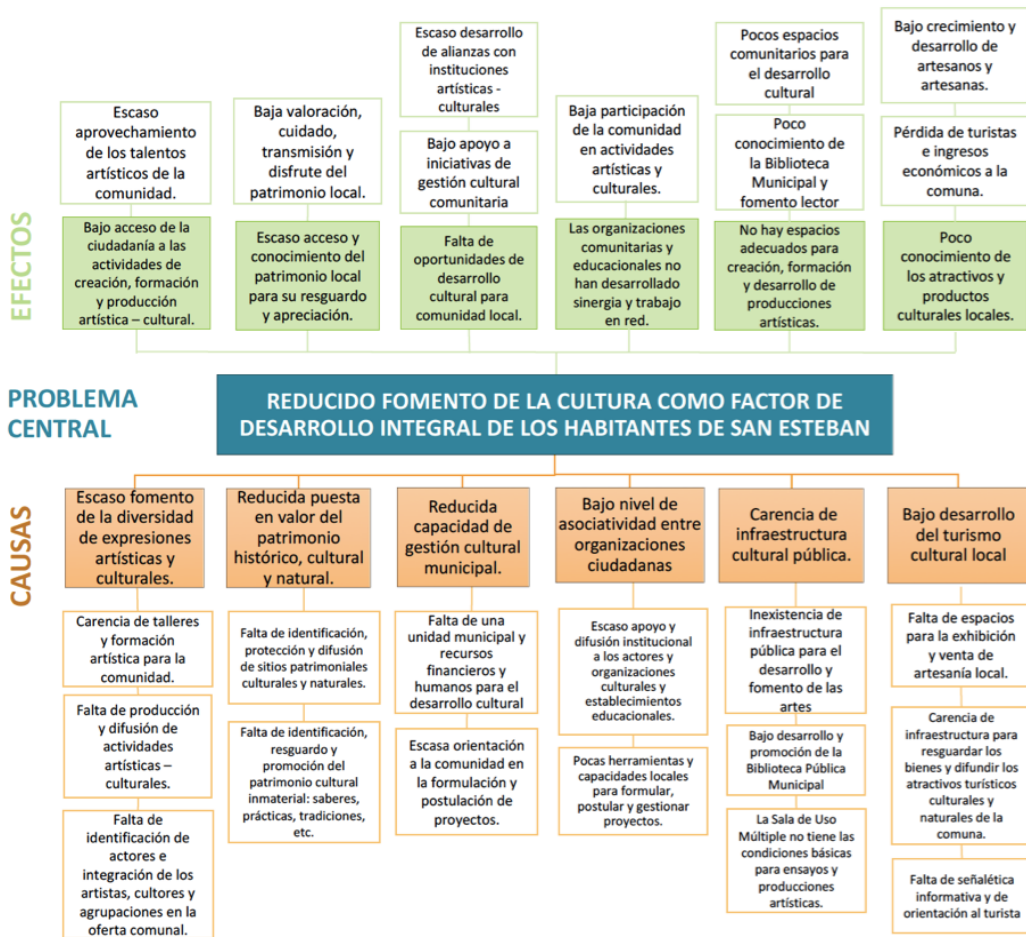 Escaso
aprovechamiento
de los talentos
artísticos de la
comunidad.
Baja valoración,
cuidado,
transmisión y
disfrute del
patrimonio local.
Escaso desarrollo
de alianzas con
instituciones
artísticas -
culturales
Bajo apoyo a
iniciativas de
gestión cultural
comunitaria
Baja participación
de la comunidad
en actividades
artísticas y
culturales.
Pocos espacios
comunitarios para
el desarrollo
cultural
Poco
conocimiento de
la Biblioteca
Municipal y
fomento lector
Bajo crecimiento y
desarrollo de
artesanos y
artesanas.
Pérdida de turistas
e ingresos
económicos a la
comuna.
EFECTOS
Bajo acceso de la
ciudadanía a las
actividades de
creación, formación
y producción
artística – cultural.
Escaso acceso y
conocimiento del
patrimonio local
para su resguardo
y apreciación.
Falta de
oportunidades de
desarrollo
cultural para
comunidad local.
Las organizaciones
comunitarias y
educacionales no
han desarrollado
sinergia y trabajo
en red.
No hay espacios
adecuados para
creación, formación
y desarrollo de
producciones
artísticas.
Poco
conocimiento de
los atractivos y
productos
culturales locales.
PROBLEMA
CENTRAL
REDUCIDO FOMENTO DE LA CULTURA COMO FACTOR DE
DESARROLLO INTEGRAL DE LOS HABITANTES DE SAN ESTEBAN
CAUSAS
Escaso fomento
de la diversidad
de expresiones
artísticas y
culturales.
Reducida puesta
en valor del
patrimonio
histórico, cultural
y natural.
Reducida
capacidad de
gestión cultural
municipal.
Bajo nivel de
asociatividad entre
organizaciones
ciudadanas
Carencia de
infraestructura
cultural pública.
Bajo desarrollo
del turismo
cultural local
Carencia de talleres
y formación
artística para la
comunidad.
Falta de producción
y difusión de
actividades
artísticas –
culturales.
Falta de
identificación de
actores e
integración de los
artistas, cultores y
agrupaciones en la
oferta comunal.
Falta de identificación,
protección y difusión
de sitios patrimoniales
culturales y naturales.
Falta de identificación,
resguardo y
promoción del
patrimonio cultural
inmaterial: saberes,
prácticas, tradiciones,
etc.
Falta de una
unidad municipal y
recursos
financieros y
humanos para el
desarrollo cultural
Escasa orientación
a la comunidad en
la formulación y
postulación de
proyectos.
Escaso apoyo y
difusión institucional
a los actores y
organizaciones
culturales y
establecimientos
educacionales.
Pocas herramientas y
capacidades locales
para formular,
postular y gestionar
proyectos.
Inexistencia de
infraestructura
pública para el
desarrollo y
fomento de las
artes
Bajo desarrollo y
promoción de la
Biblioteca Pública
Municipal
La Sala de Uso
Múltiple no tiene las
condiciones básicas
para ensayos y
producciones
artísticas.
Falta de espacios
para la exhibición
y venta de
artesanía local.
Carencia de
infraestructura para
resguardar los
bienes y difundir los
atractivos turísticos
culturales y
naturales de la
comuna.
Falta de señalética
informativa y de
orientación al turista